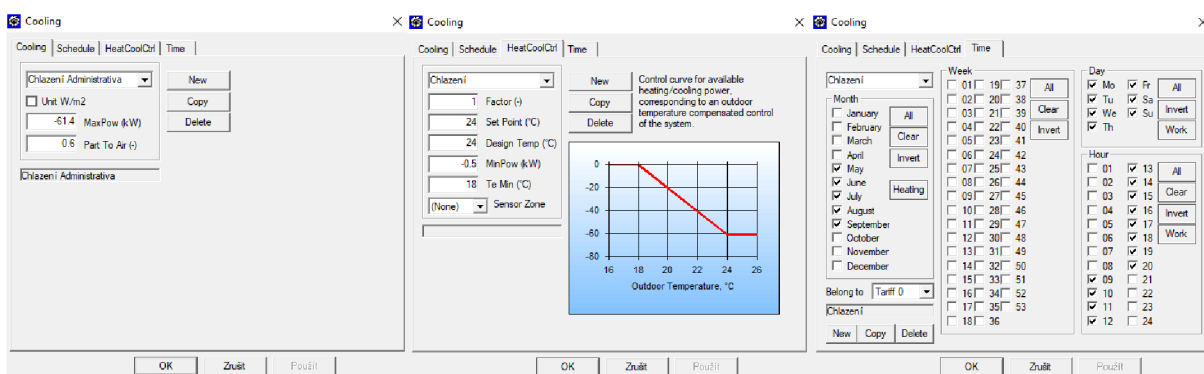 Cooling
Cooling Schedule HeatCoolCtrl Time
Chlazení Administrativa
New
Unit W/m2
Copy
-61.4 MaxPow (kW)
Delete
0.6 Part To Air (-)
Chlazení Administrativa
OK Zrušit Použít
Cooling
Cooling Schedule HeatCoolCtrl Time
Chlazení
New
1 Factor (-)
Copy
24 Set Point (°C)
Delete
24 Design Temp (°C)
-0.5 MinPow (kW)
18 Te Min (°C)
(None) Sensor Zone
Control curve for available
heating/cooling power,
corresponding to an outdoor
temperature compensated control
of the system.
0
-20
-40
-60
-80
16 18 20 22 24 26
Outdoor Temperature, °C
OK Zrušit Použít
Cooling
Cooling Schedule HeatCoolCtrl Time
Chlazení
Month
January
February
March
April
May
June
July
August
September
October
November
December
All
Clear
Invert
Heating
Belong to Tariff 0
Chlazení
New Copy Delete
Week
01 19 37
02 20 38
03 21 39
04 22 40
05 23 41
06 24 42
07 25 43
08 26 44
09 27 45
10 28 46
11 29 47
12 30 48
13 31 49
14 32 50
15 33 51
16 34 52
17 35 53
18 36
All
Clear
Invert
Day
Mo Fr
Tu Sa
We Su
Th
All
Invert
Work
Hour
01 13
02 14
03 15
04 16
05 17
06 18
07 19
08 20
09 21
10 22
11 23
12 24
All
Clear
Invert
Work
OK Zrušit Použít